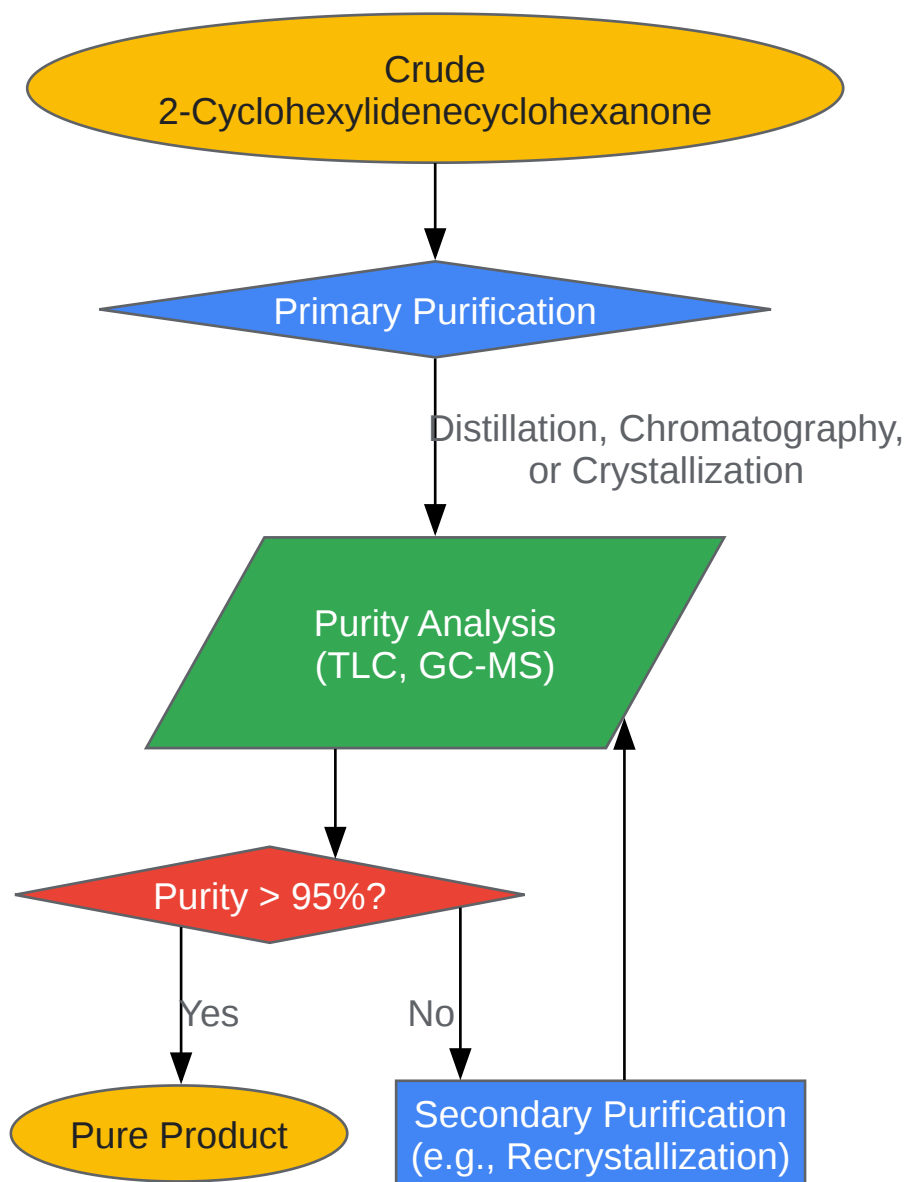 Crude
2-Cyclohexylidenecyclohexanone
Primary Purification
Distillation, Chromatography,
or Crystallization
Purity Analysis
(TLC, GC-MS)
Purity > 95%?
Yes
No
Pure Product
Secondary Purification
(e.g., Recrystallization)